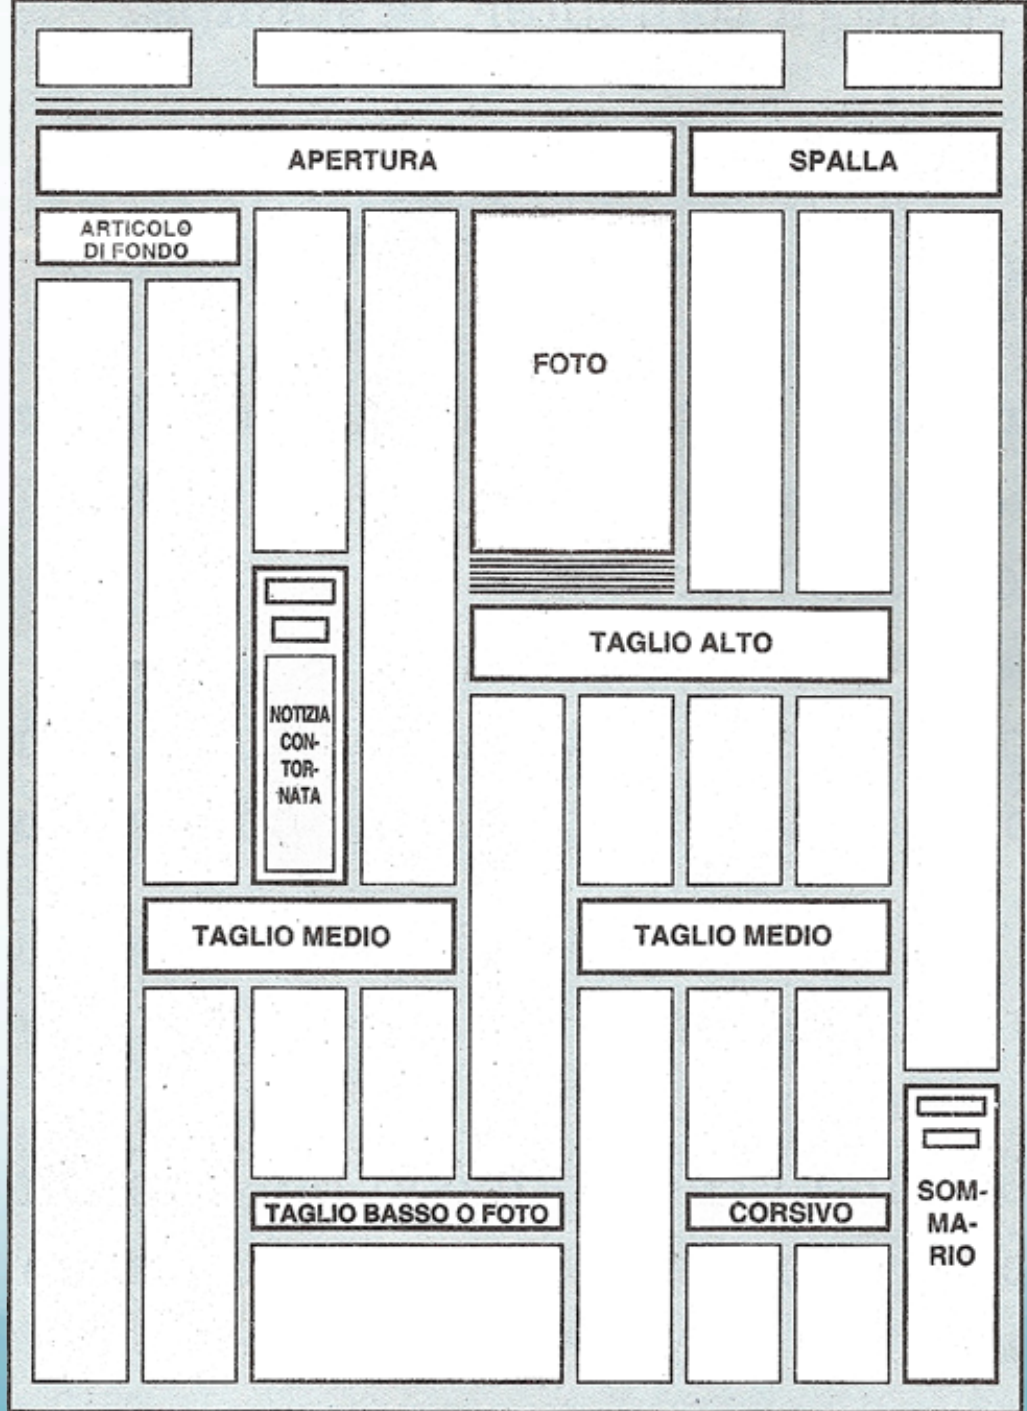 APERTURA
SPALLA
ARTICOLO
DI FONDO
FOTO
TAGLIO ALTO
NOTIZIA
CON-
TOR-
NATA
TAGLIO MEDIO
TAGLIO MEDIO
TAGLIO BASSO O FOTO
CORSIVO
SOM-
MA-
RIO